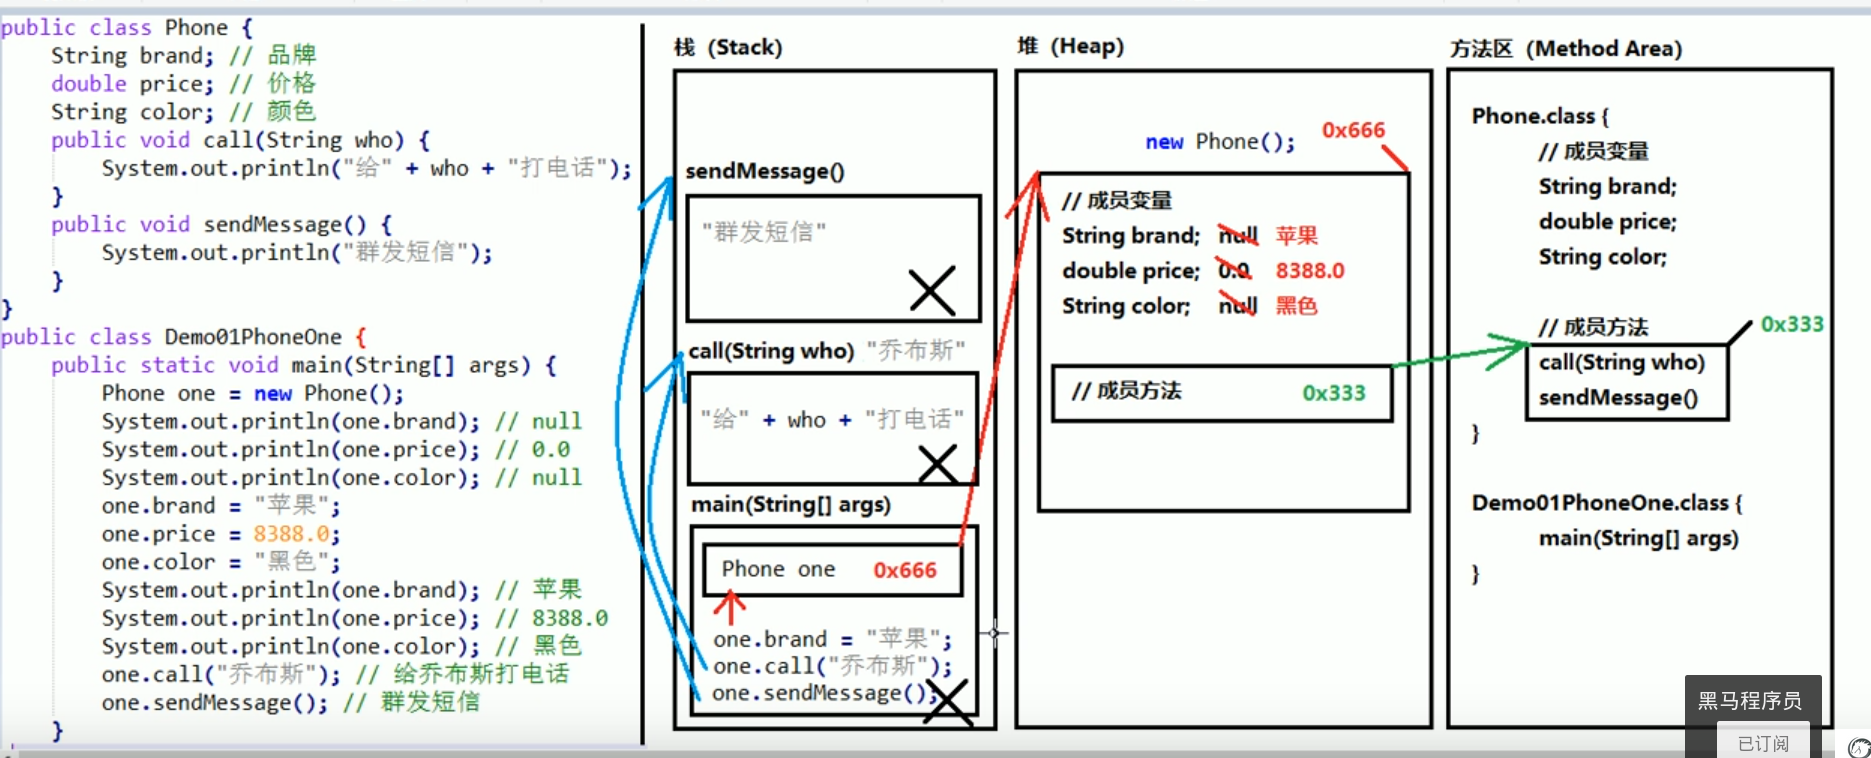 public class Phone {
String brand; // 品牌
double price; // 价格
String color; // 颜色
public void call(String who) {
System.out.println("给" + who + "打电话");
}
public void sendMessage() {
System.out.println("群发短信");
}
}
public class Demo01PhoneOne {
public static void main(String[] args) {
Phone one = new Phone();
System.out.println(one.brand); // null
System.out.println(one.price); // 0.0
System.out.println(one.color); // null
one.brand = "苹果";
one.price = 8388.0;
one.color = "黑色";
System.out.println(one.brand); // 苹果
System.out.println(one.price); // 8388.0
System.out.println(one.color); // 黑色
one.call("乔布斯"); // 给乔布斯打电话
one.sendMessage(); // 群发短信
}
栈（Stack）
sendMessage()
"群发短信"
call(String who) "乔布斯"
"给" + who + "打电话"
main(String[] args)
Phone one 0x666
one.brand = "苹果";
one.call("乔布斯");
one.sendMessage();
堆（Heap）
new Phone(); 0x666
// 成员变量
String brand; null 苹果
double price; 0.0 8388.0
String color; null 黑色
// 成员方法 0x333
方法区（Method Area）
Phone.class {
// 成员变量
String brand;
double price;
String color;
// 成员方法 0x333
call(String who)
sendMessage()
}
Demo01PhoneOne.class {
main(String[] args)
}
黑马程序员
已订阅